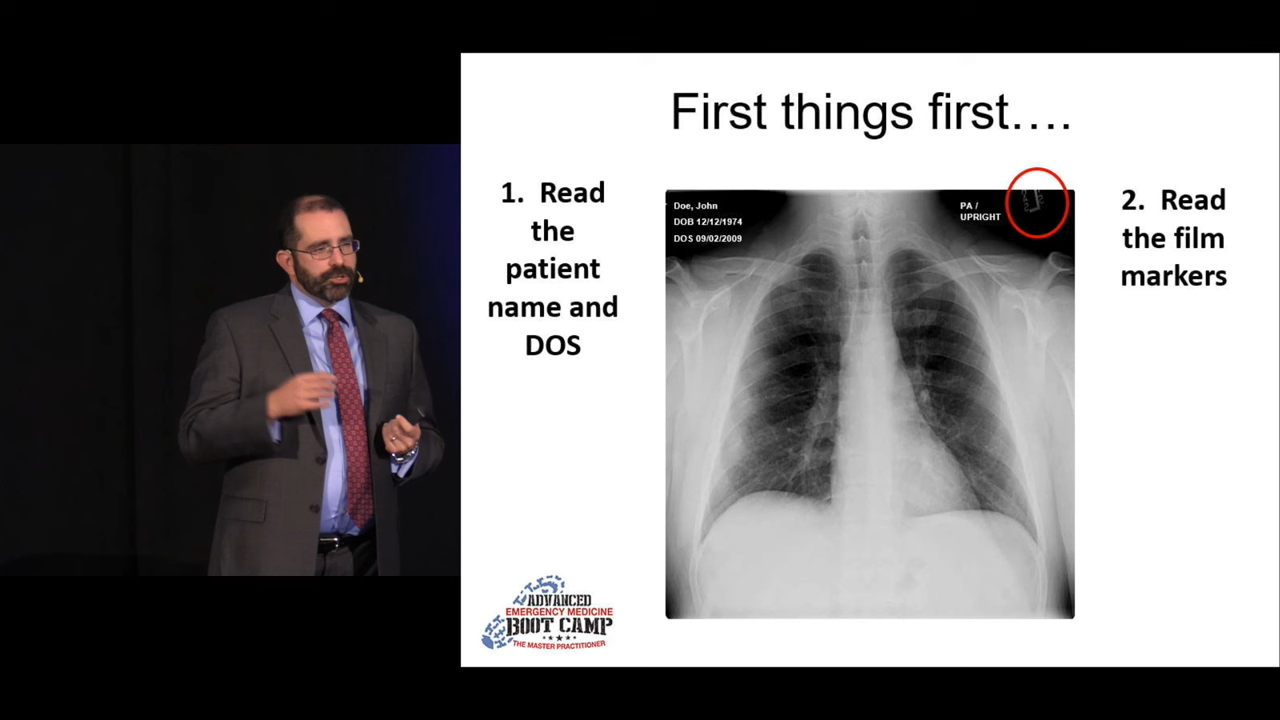 First things first….
1. Read
the
patient
name and
DOS
Doe, John
DOB 12/12/1974
DOS 09/02/2009
PA /
UPRIGHT
2. Read
the film
markers
ADVANCED
EMERGENCY MEDICINE
BOOT CAMP
THE MASTER PRACTITIONER